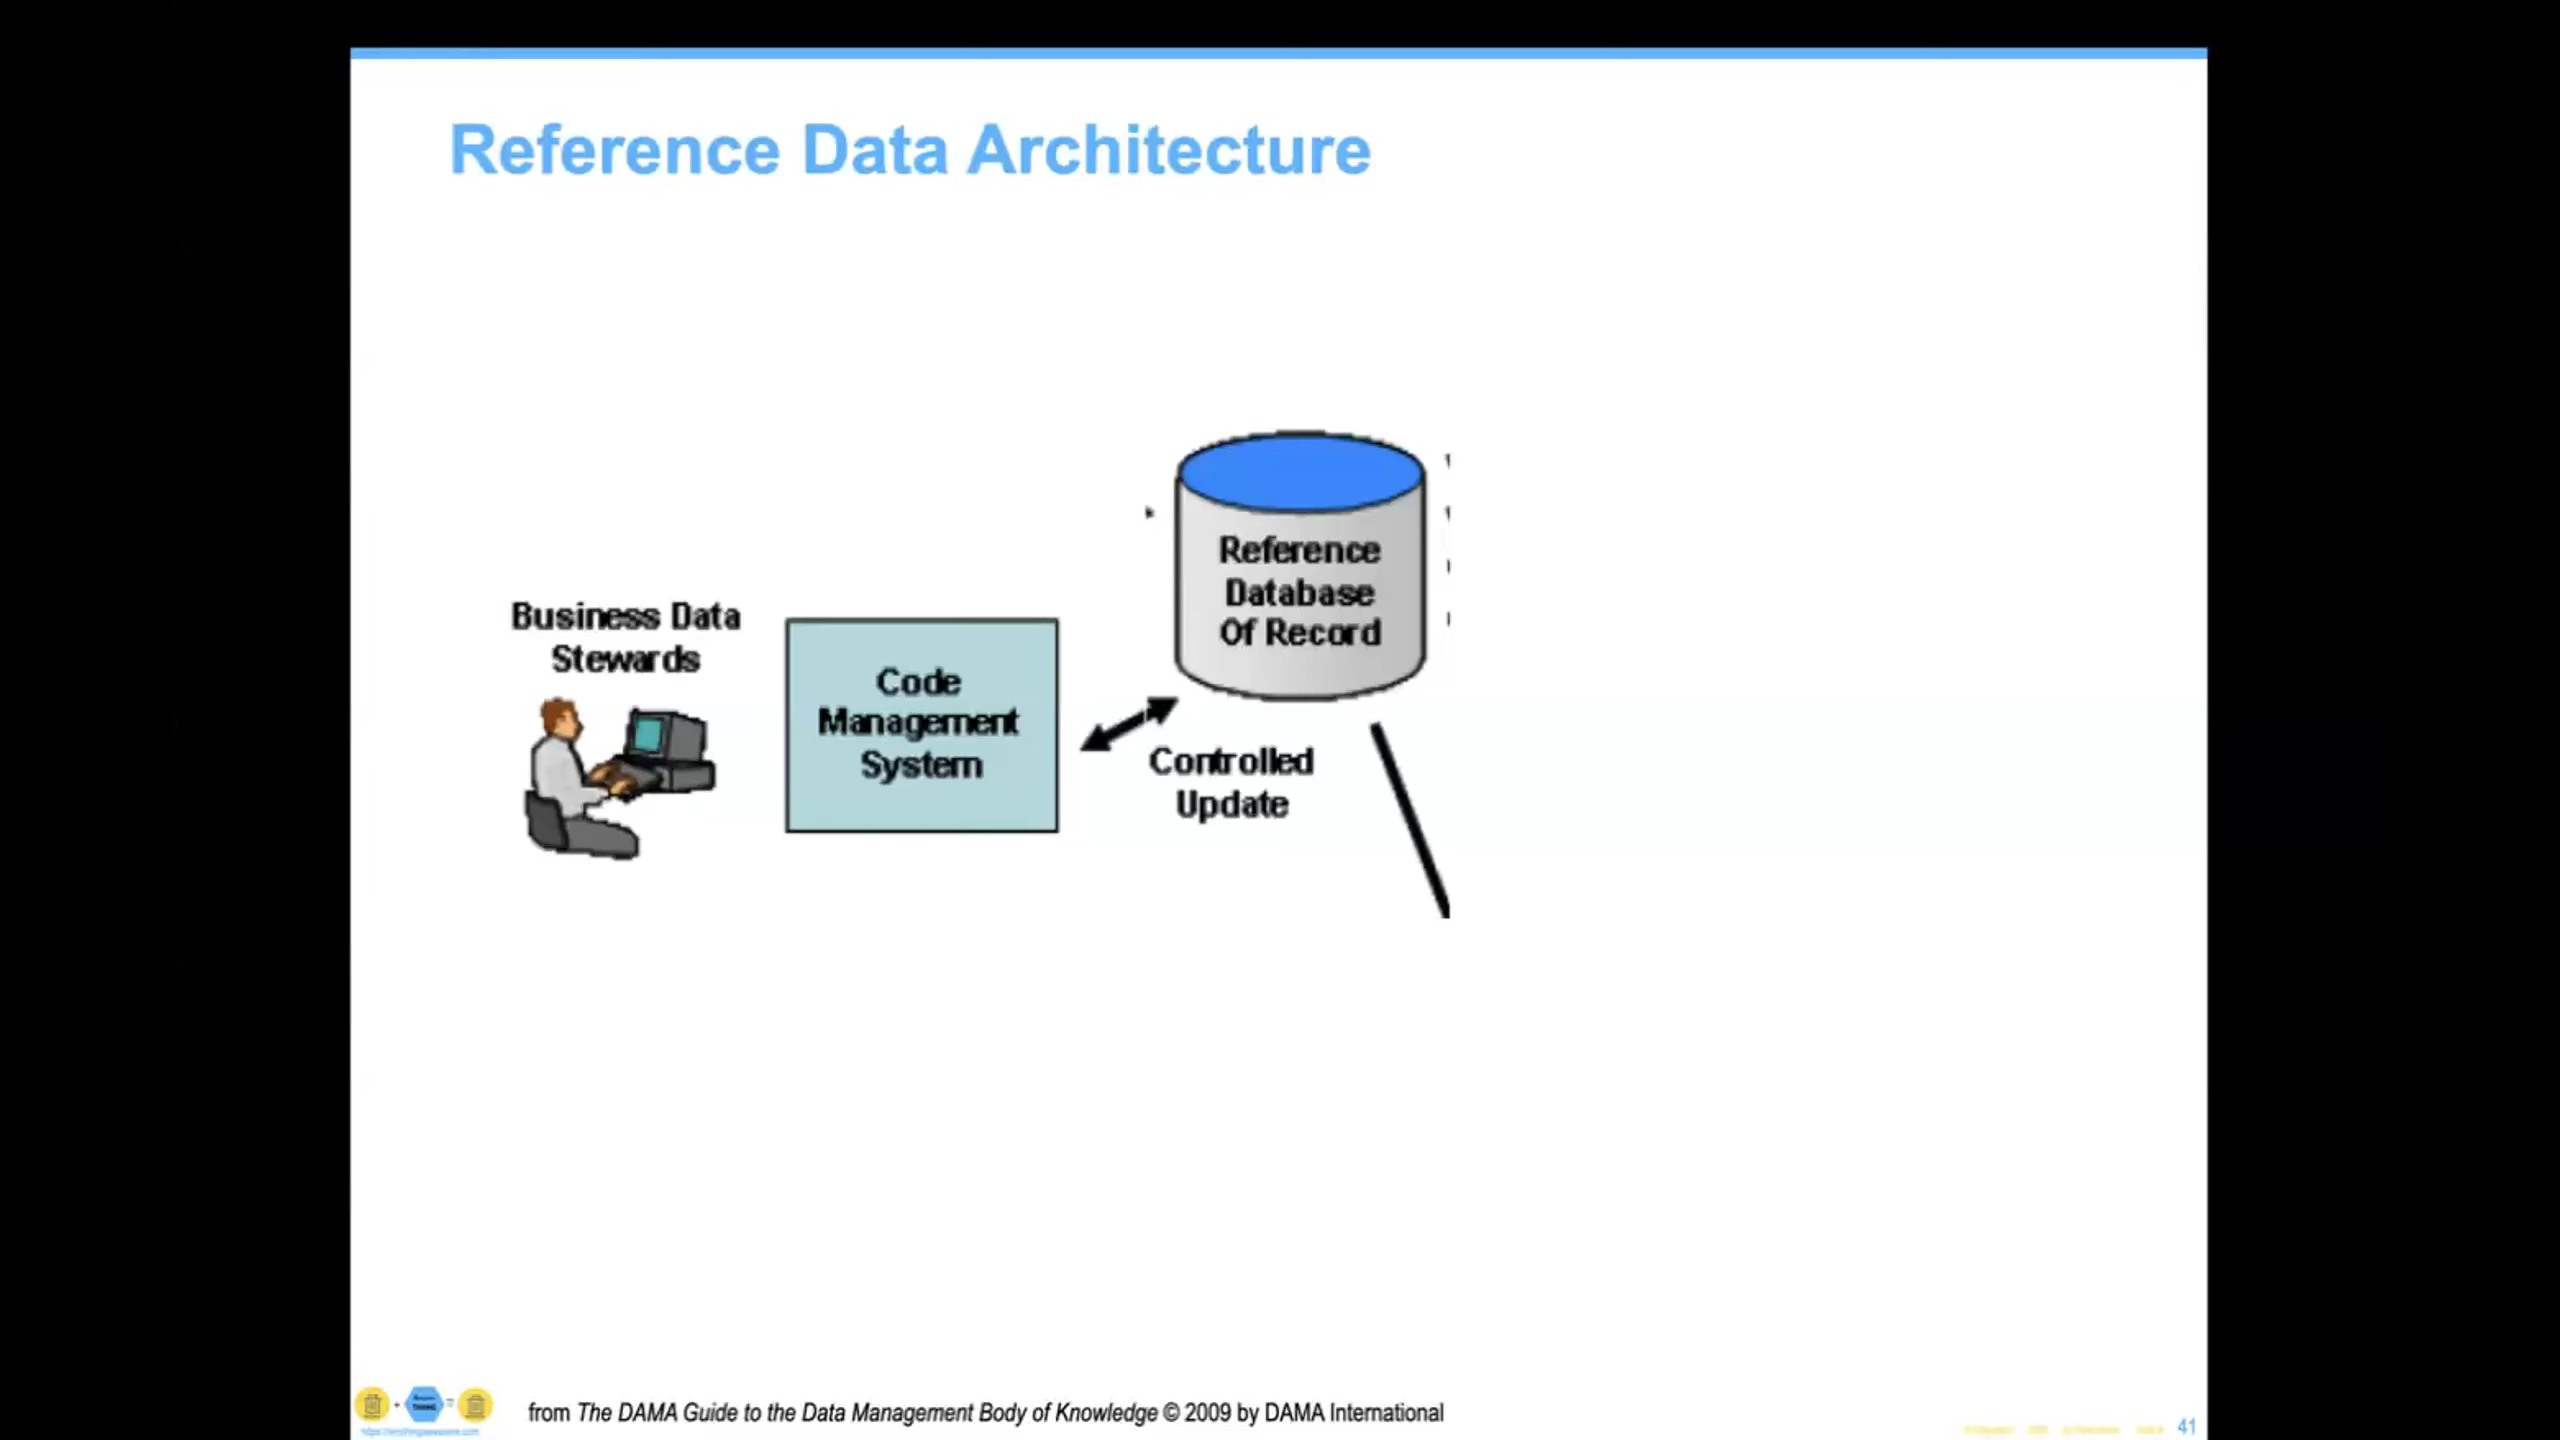 Reference Data Architecture
Business Data
Stewards
Code
Management
System
Reference
Database
Of Record
Controlled
Update
from The DAMA Guide to the Data Management Body of Knowledge © 2009 by DAMA International
41